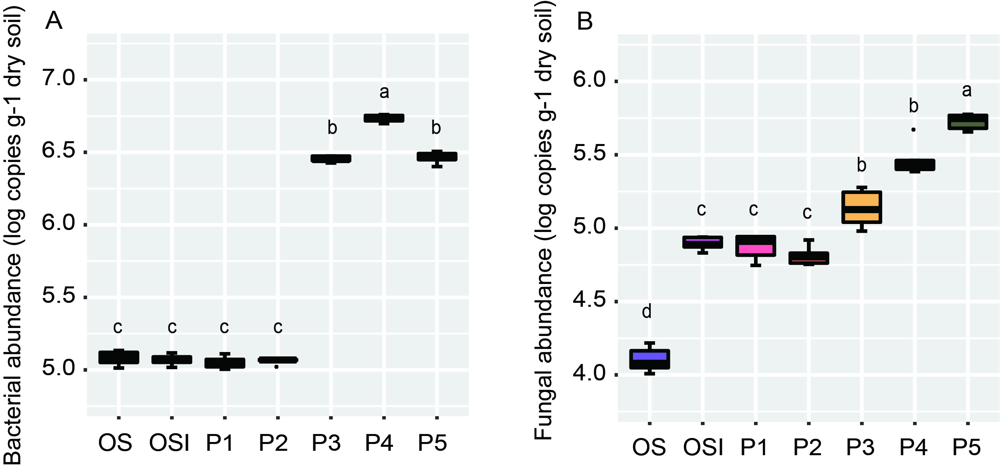 A
Bacterial abundance (log copies g-1 dry soil)
7.0
6.5
6.0
5.5
5.0
c
c
c
c
b
a
b
OS
OSI
P1
P2
P3
P4
P5
B
Fungal abundance (log copies g-1 dry soil)
6.0
5.5
5.0
4.5
4.0
d
c
c
c
b
b
a
OS
OSI
P1
P2
P3
P4
P5